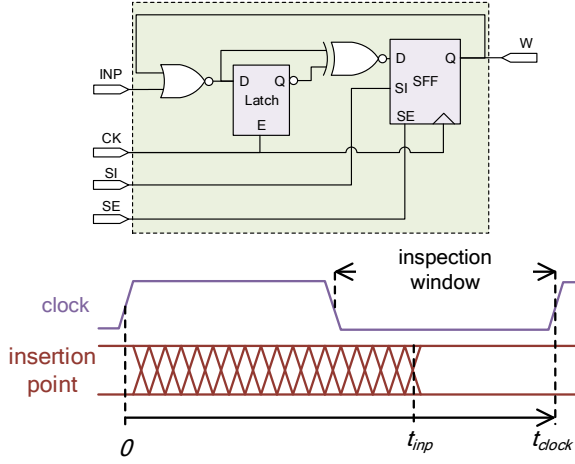 W
D
Q
INP
D
Q
SI
SFF
Latch
SE
E
CK
SI
SE
inspection
window
clock
insertion
point
0
t_inp
t_clock